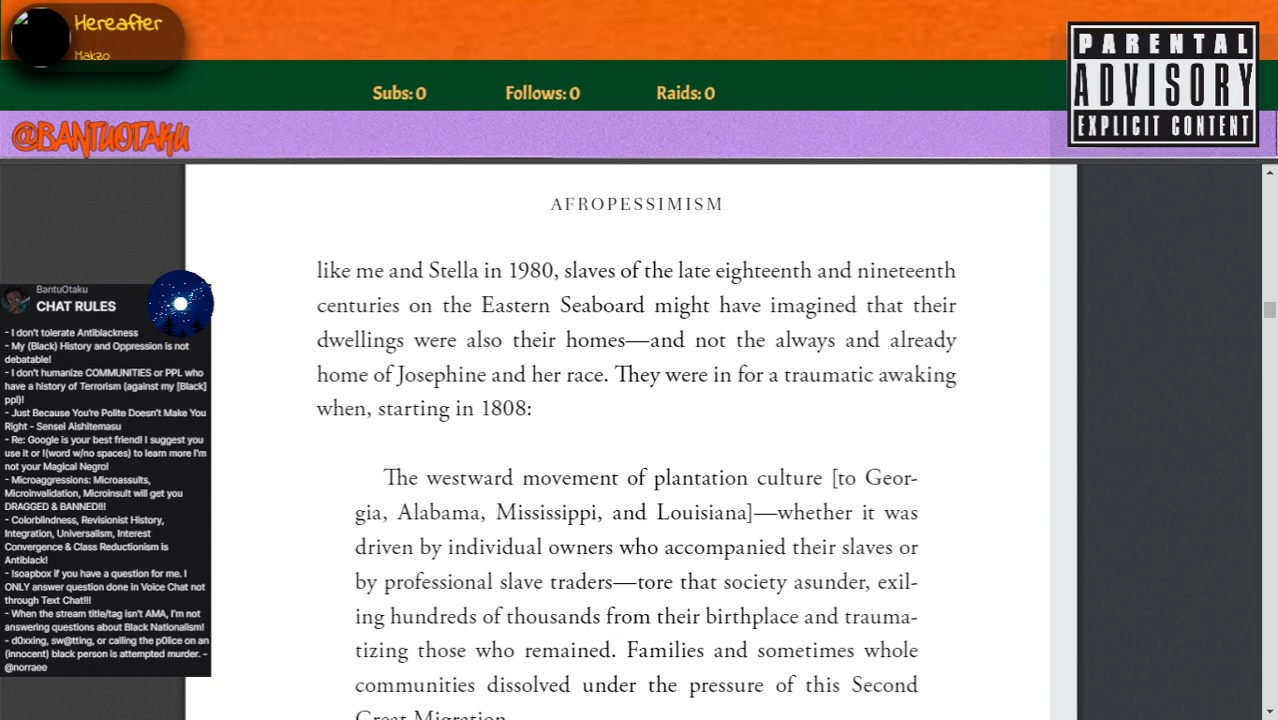 Hereafter
Makzo
Subs: 0
Follows: 0
Raids: 0
PARENTAL
ADVISORY
EXPLICIT CONTENT
@BANTUOTAKU
AFROPESSIMISM
like me and Stella in 1980, slaves of the late eighteenth and nineteenth
centuries on the Eastern Seaboard might have imagined that their
dwellings were also their homes—and not the always and already
home of Josephine and her race. They were in for a traumatic awaking
when, starting in 1808:
The westward movement of plantation culture [to Geor-
gia, Alabama, Mississippi, and Louisiana]—whether it was
driven by individual owners who accompanied their slaves or
by professional slave traders—tore that society asunder, exil-
ing hundreds of thousands from their birthplace and trauma-
tizing those who remained. Families and sometimes whole
communities dissolved under the pressure of this Second
Great Migration
BantuOtaku
CHAT RULES
- I don't tolerate Antiblackness
- My (Black) History and Oppression is not
debatable!
- I don't humanize COMMUNITIES or PPL who
have a history of Terrorism (against my [Black]
ppl)!
- Just Because You're Polite Doesn't Make You
Right - Sensei Aishitemasu
- Re: Google is your best friend! I suggest you
use it or !(word w/no spaces) to learn more I'm
not your Magical Negro!
- Microaggressions: Microassults,
Microinvalidation, Microinsult will get you
DRAGGED & BANNED!!!
- Colorblindness, Revisionist History,
Integration, Universalism, Interest
Convergence & Class Reductionism is
Antiblack!
- !soapbox if you have a question for me. I
ONLY answer question done in Voice Chat not
through Text Chat!!!
- When the stream title/tag isn't AMA, I'm not
answering questions about Black Nationalism!
- d0xxing, sw@tting, or calling the p0lice on an
(innocent) black person is attempted murder. -
@norraee